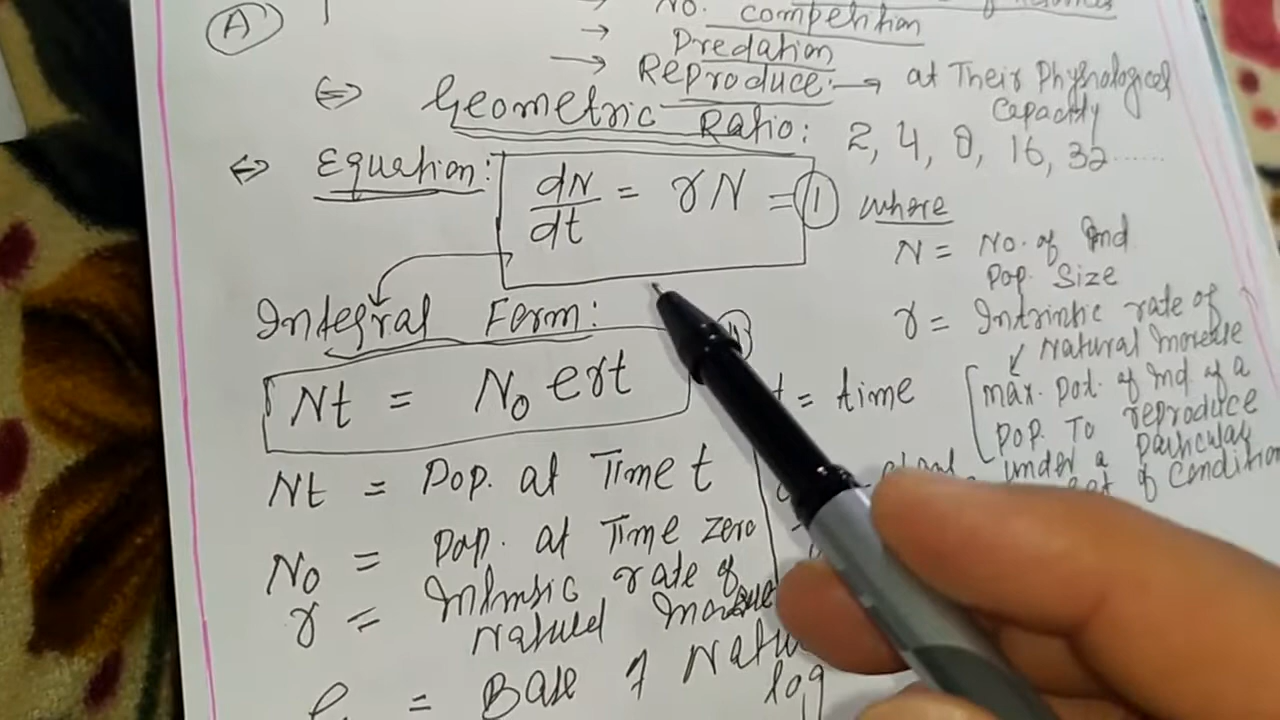 A
→ No. competition
→ Predation
→ Reproduce → at Their Physiological Capacity
⇔ Geometric Ratio: 2, 4, 8, 16, 32......
⇔ Equation: dN/dt = rN = ① where
N = No. of Ind
Pop. Size
r = Intrinsic rate of
Natural Increase
[max. pot. of ind. of a
pop. To reproduce
under a particular
set of Condition
t = time
Integral Form:
Nt = No ert
Nt = Pop. at Time t
No = Pop. at Time zero
r = Intrinsic rate of
Natural Increase
e = Base of
log